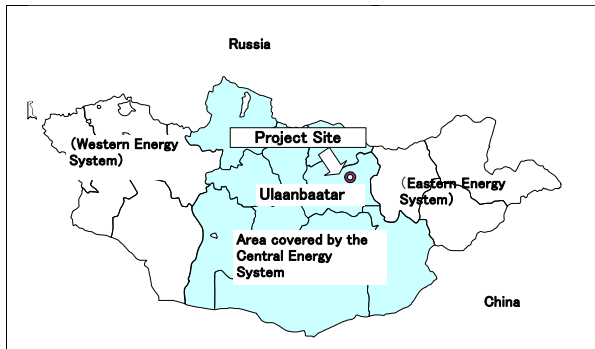 Russia
Project Site
(Western Energy
System)
(Eastern Energy
System)
Ulaanbaatar
Area covered by the
Central Energy
System
China